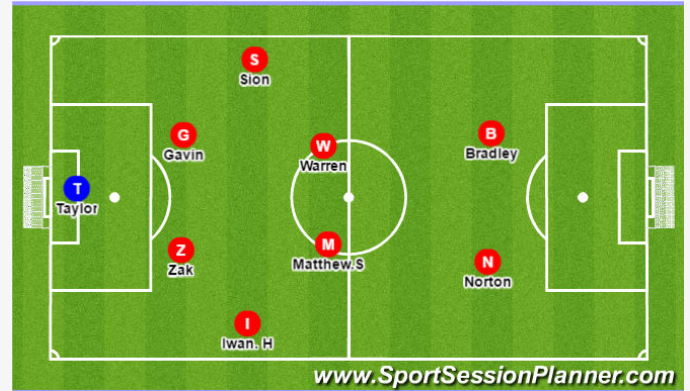 S
Sion
G
Gavin
W
Warren
B
Bradley
T
Taylor
Z
Zak
M
Matthew.S
N
Norton
I
Iwan. H
www.SportSessionPlanner.com